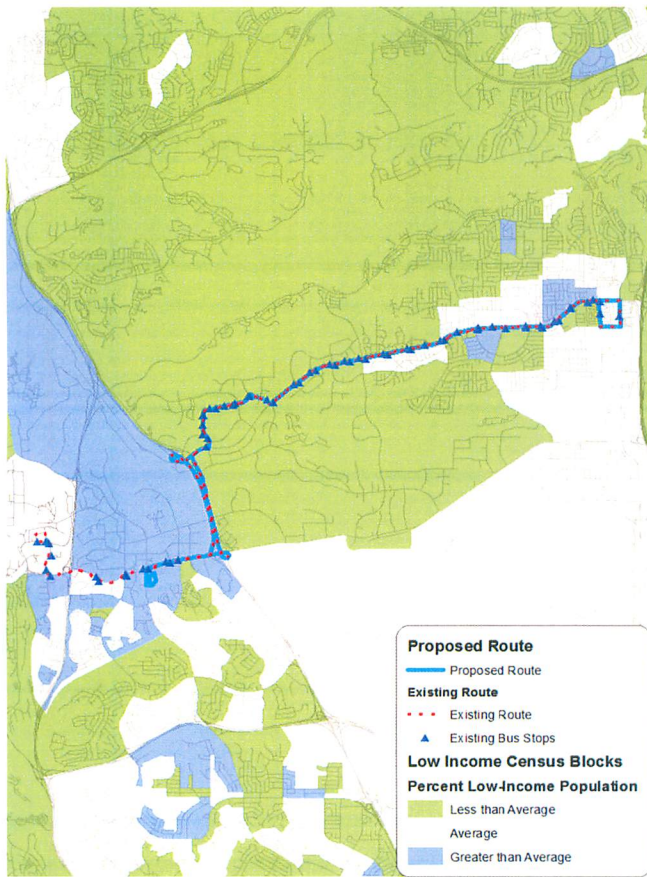 Proposed Route
Proposed Route
Existing Route
Existing Route
Existing Bus Stops
Low Income Census Blocks
Percent Low-Income Population
Less than Average
Average
Greater than Average